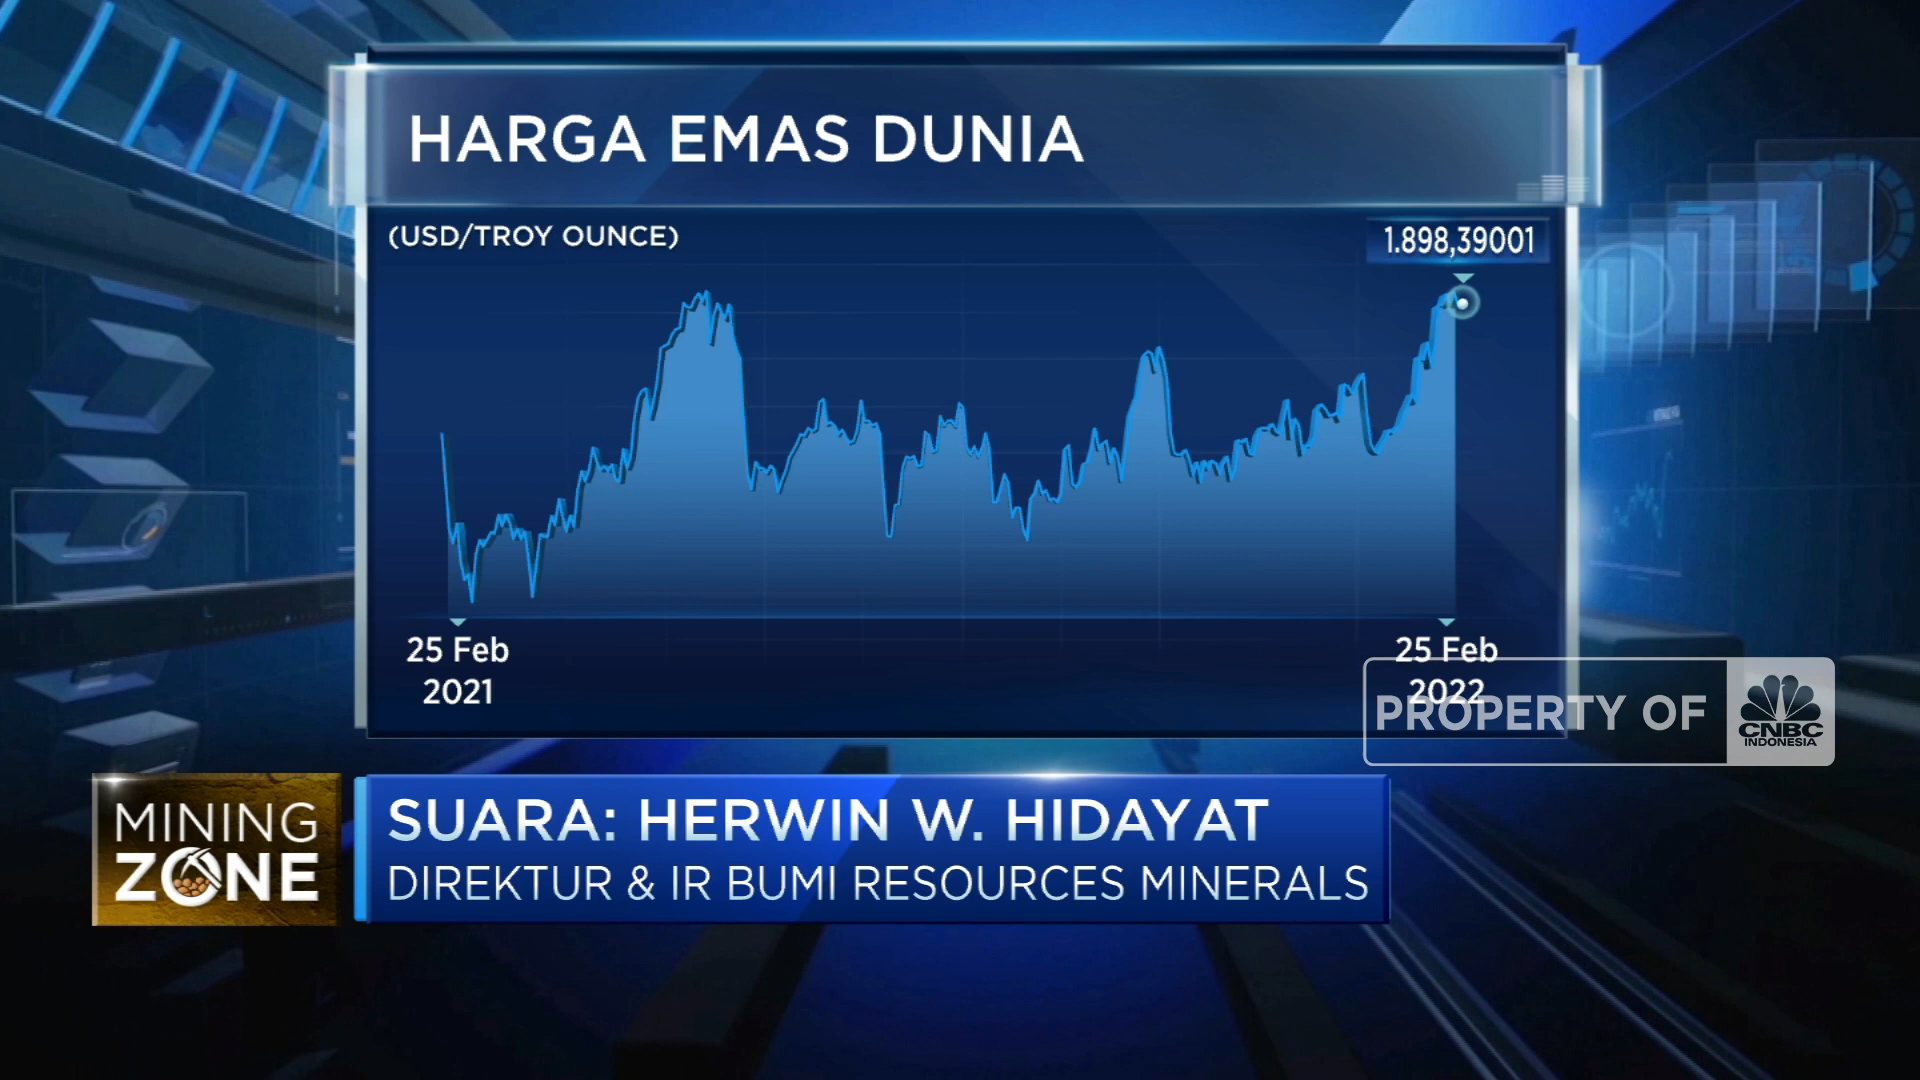 HARGA EMAS DUNIA
(USD/TROY OUNCE)
1.898,39001
25 Feb
2021
25 Feb
2022
PROPERTY OF
CNBC
INDONESIA
MINING
ZONE
SUARA: HERWIN W. HIDAYAT
DIREKTUR & IR BUMI RESOURCES MINERALS